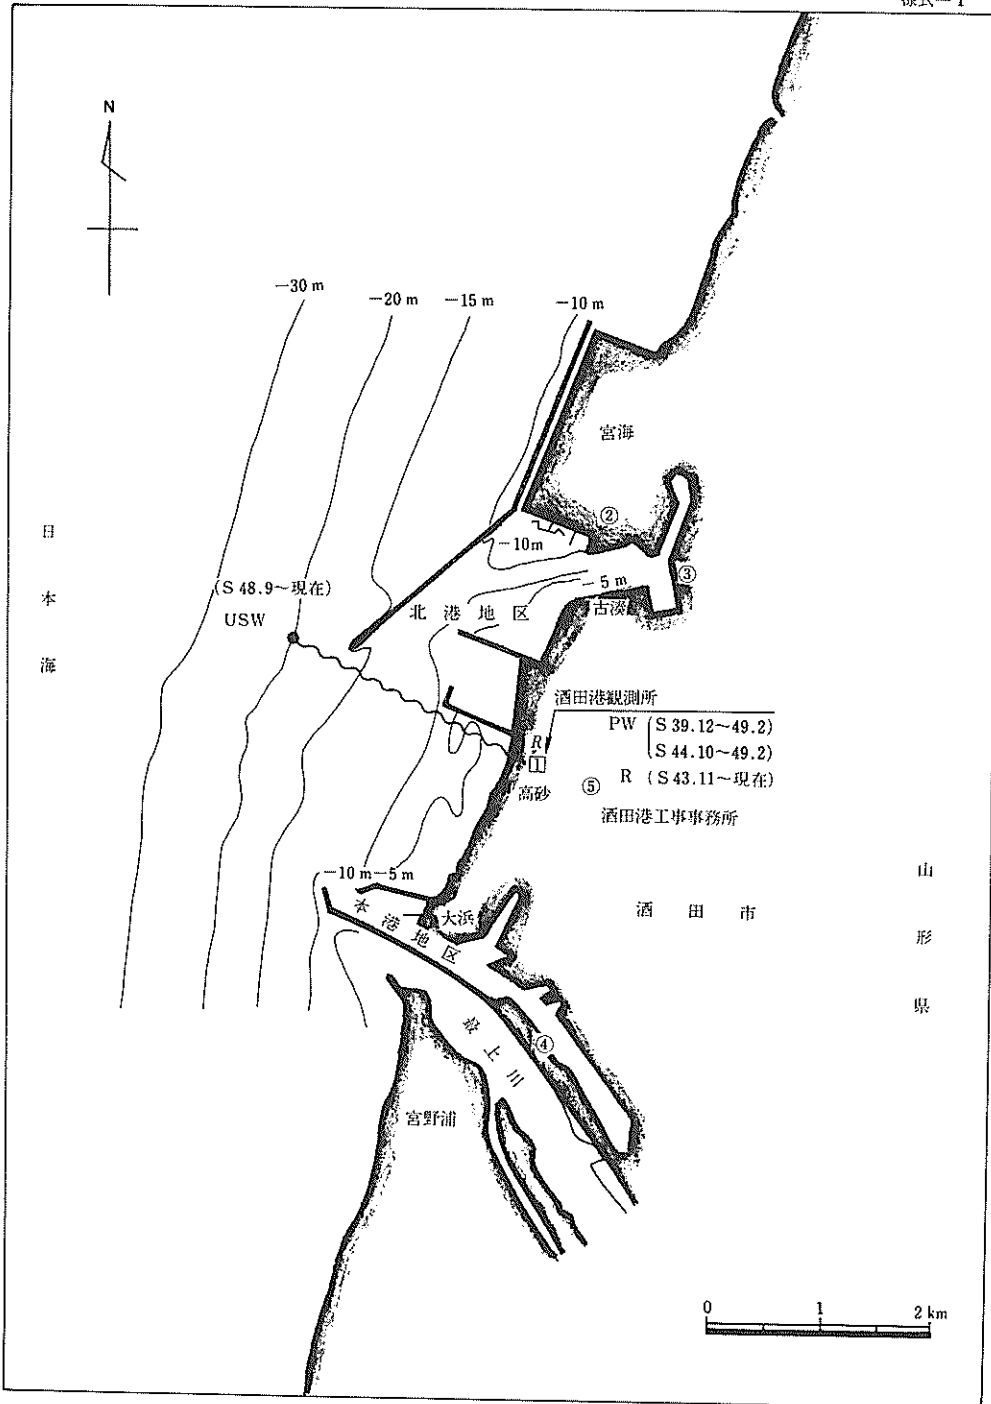 様式－1
N
－30 m
－20 m
－15 m
－10 m
宮海
②
－10m
③
－5 m
日本海
(S 48.9～現在)
USW
北港地区
古湊
酒田港観測所
PW (S 39.12～49.2)
(S 44.10～49.2)
R
1
R (S 43.11～現在)
⑤
高砂
酒田港工事事務所
－10 m
－5 m
山形県
酒田市
大浜
本港地区
④
最上川
宮野浦
0 1 2 km